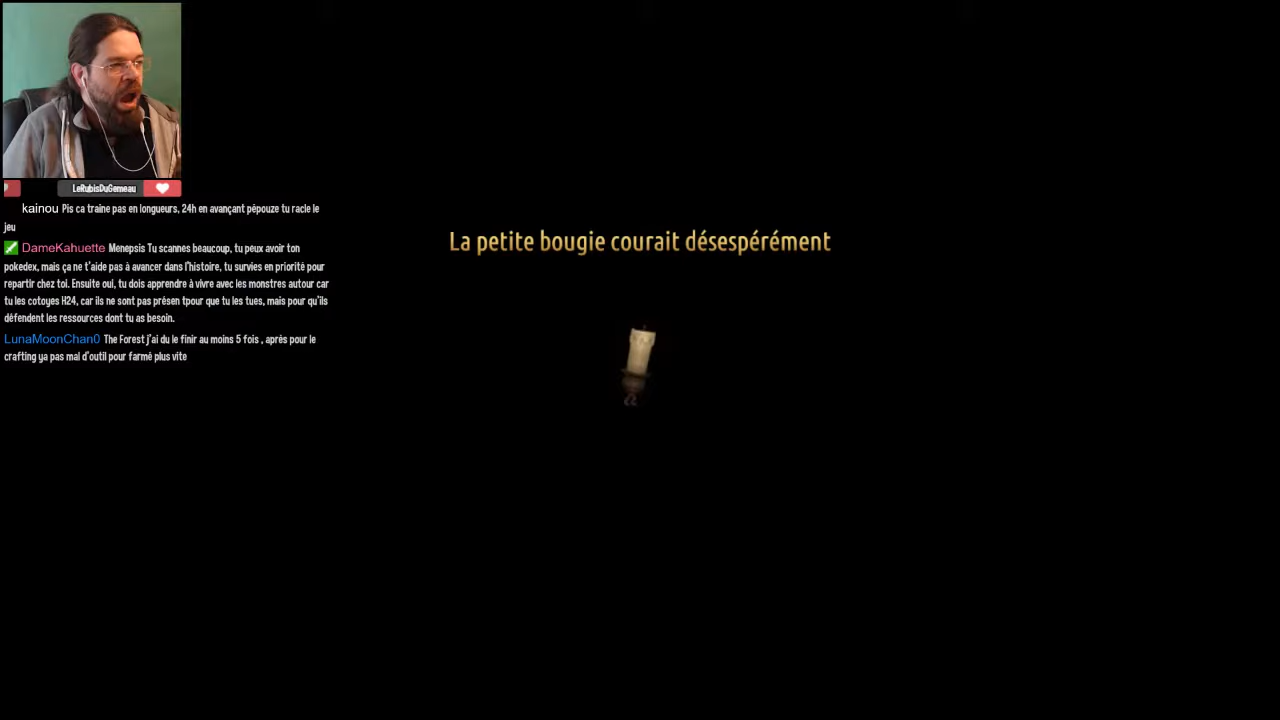 LeRubisDuGemeau
kainou Pis ca traine pas en longueurs, 24h en avançant pépouze tu racle le
jeu
DameKahuette Menepsis Tu scannes beaucoup, tu peux avoir ton
pokedex, mais ça ne t'aide pas à avancer dans l'histoire, tu survies en priorité pour
repartir chez toi. Ensuite oui, tu dois apprendre à vivre avec les monstres autour car
tu les cotoyes H24, car ils ne sont pas présen tpour que tu les tues, mais pour qu'ils
défendent les ressources dont tu as besoin.
LunaMoonChan0 The Forest j'ai du le finir au moins 5 fois , après pour le
crafting ya pas mal d'outil pour farmé plus vite
La petite bougie courait désespérément